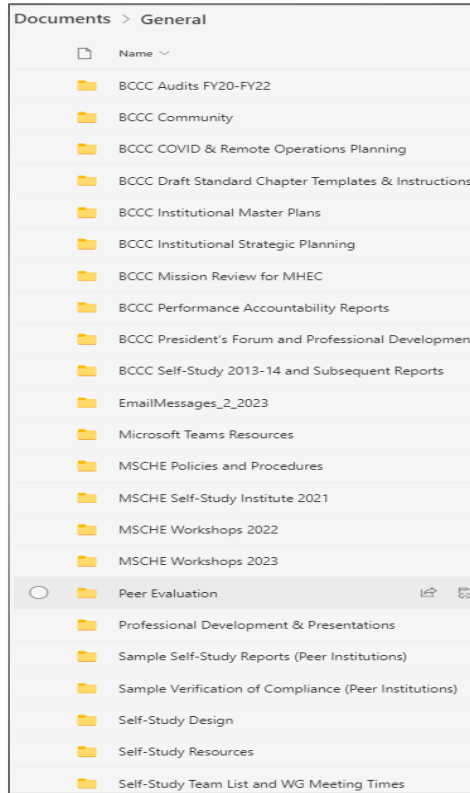 Documents > General
Name
BCCC Audits FY20-FY22
BCCC Community
BCCC COVID & Remote Operations Planning
BCCC Draft Standard Chapter Templates & Instructions
BCCC Institutional Master Plans
BCCC Institutional Strategic Planning
BCCC Mission Review for MHEC
BCCC Performance Accountability Reports
BCCC President's Forum and Professional Developmen
BCCC Self-Study 2013-14 and Subsequent Reports
EmailMessages_2_2023
Microsoft Teams Resources
MSCHE Policies and Procedures
MSCHE Self-Study Institute 2021
MSCHE Workshops 2022
MSCHE Workshops 2023
Peer Evaluation
Professional Development & Presentations
Sample Self-Study Reports (Peer Institutions)
Sample Verification of Compliance (Peer Institutions)
Self-Study Design
Self-Study Resources
Self-Study Team List and WG Meeting Times